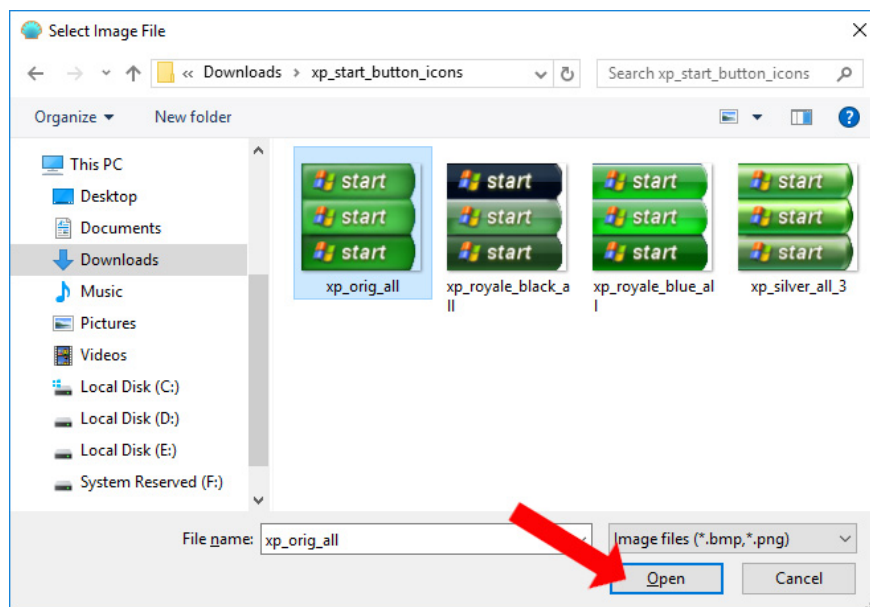 Select Image File
« Downloads › xp_start_button_icons
Search xp_start_button_icons
Organize
New folder
This PC
Desktop
Documents
Downloads
Music
Pictures
Videos
Local Disk (C:)
Local Disk (D:)
Local Disk (E:)
System Reserved (F:)
start
start
start
xp_orig_all
start
start
start
xp_royale_black_a
ll
start
start
start
xp_royale_blue_al
l
start
start
start
xp_silver_all_3
File name:
xp_orig_all
Image files (*.bmp,*.png)
Open
Cancel